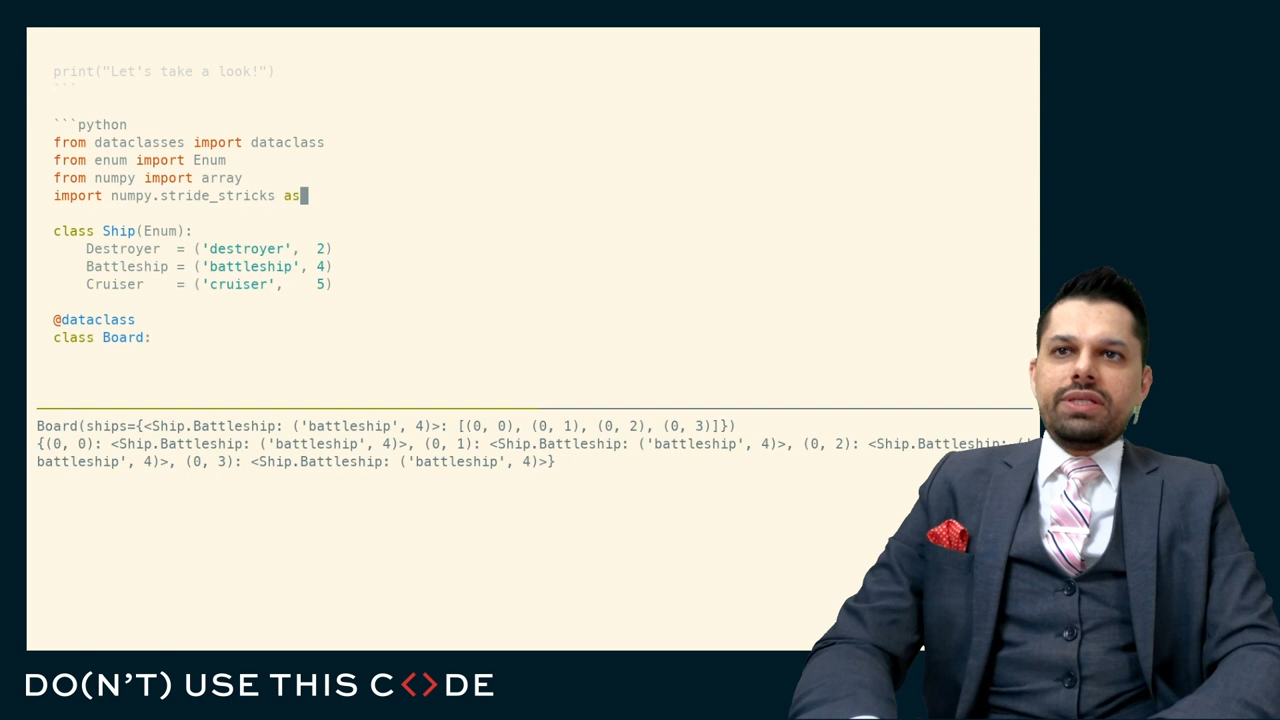 print("Let's take a look!")
```
```python
from dataclasses import dataclass
from enum import Enum
from numpy import array
import numpy.stride_stricks as
class Ship(Enum):
    Destroyer  = ('destroyer',  2)
    Battleship = ('battleship', 4)
    Cruiser    = ('cruiser',    5)
@dataclass
class Board:
Board(ships={<Ship.Battleship: ('battleship', 4)>: [(0, 0), (0, 1), (0, 2), (0, 3)]})
{(0, 0): <Ship.Battleship: ('battleship', 4)>, (0, 1): <Ship.Battleship: ('battleship', 4)>, (0, 2): <Ship.Battleship: ('
battleship', 4)>, (0, 3): <Ship.Battleship: ('battleship', 4)>}
DO(N'T) USE THIS C<>DE